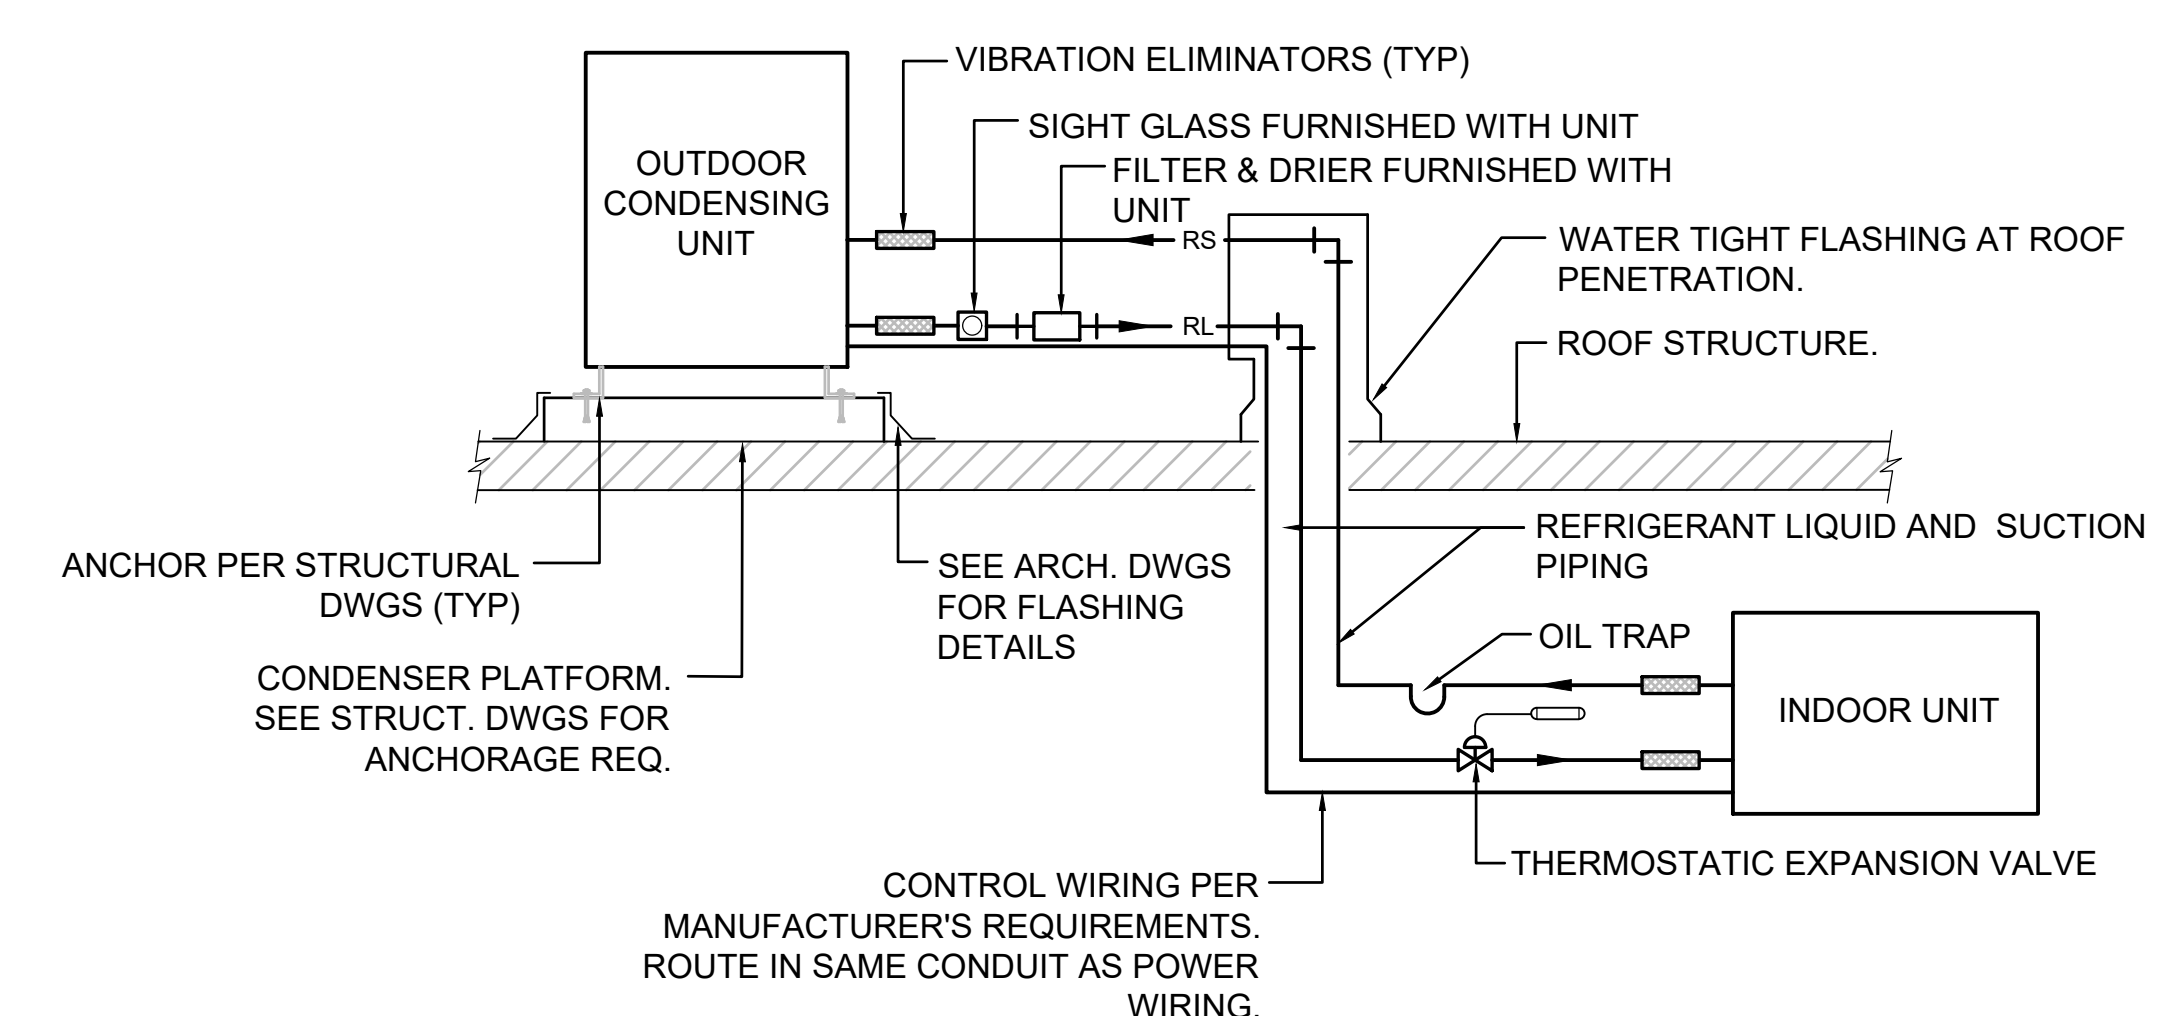 VIBRATION ELIMINATORS (TYP)
SIGHT GLASS FURNISHED WITH UNIT
FILTER & DRIER FURNISHED WITH
UNIT
OUTDOOR
CONDENSING
UNIT
RS
RL
WATER TIGHT FLASHING AT ROOF
PENETRATION.
ROOF STRUCTURE.
ANCHOR PER STRUCTURAL
DWGS (TYP)
SEE ARCH. DWGS
FOR FLASHING
DETAILS
REFRIGERANT LIQUID AND SUCTION
PIPING
CONDENSER PLATFORM.
SEE STRUCT. DWGS FOR
ANCHORAGE REQ.
OIL TRAP
INDOOR UNIT
THERMOSTATIC EXPANSION VALVE
CONTROL WIRING PER
MANUFACTURER'S REQUIREMENTS.
ROUTE IN SAME CONDUIT AS POWER
WIRING.